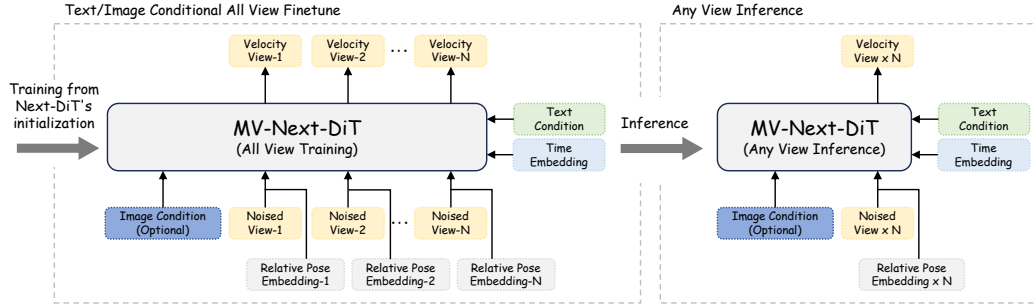 Text/Image Conditional All View Finetune
Velocity
View-1
Velocity
View-2
...
Velocity
View-N
Training from
Next-DiT's
initialization
MV-Next-DiT
(All View Training)
Text
Condition
Time
Embedding
Image Condition
(Optional)
Noised
View-1
Noised
View-2
...
Noised
View-N
Relative Pose
Embedding-1
Relative Pose
Embedding-2
Relative Pose
Embedding-N
Inference
Any View Inference
Velocity
View x N
MV-Next-DiT
(Any View Inference)
Text
Condition
Time
Embedding
Image Condition
(Optional)
Noised
View x N
Relative Pose
Embedding x N